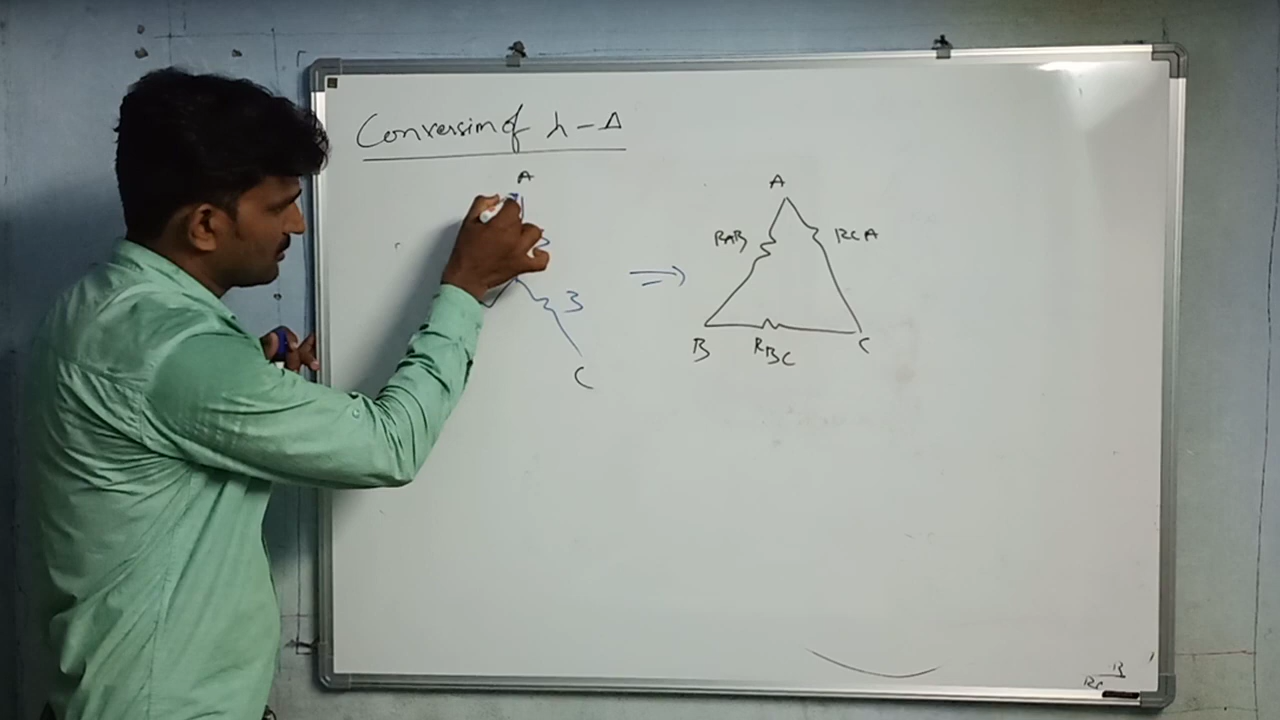 Conversion of λ - Δ
A
A
RAB
RCA
3
B
RBC
C
C
B